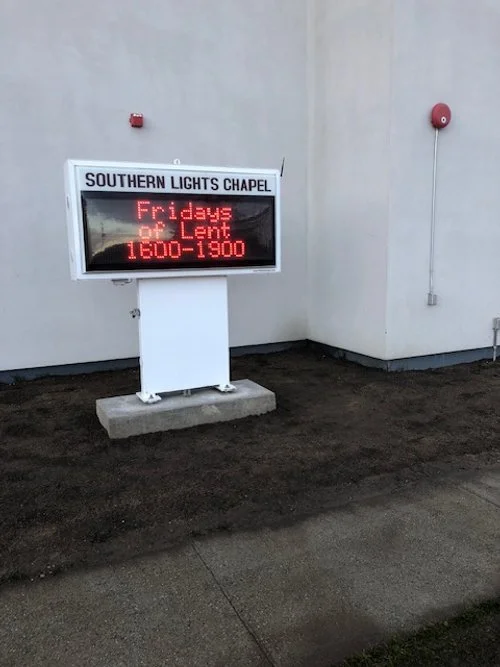 SOUTHERN LIGHTS CHAPEL
Fridays
of Lent
1600-1900